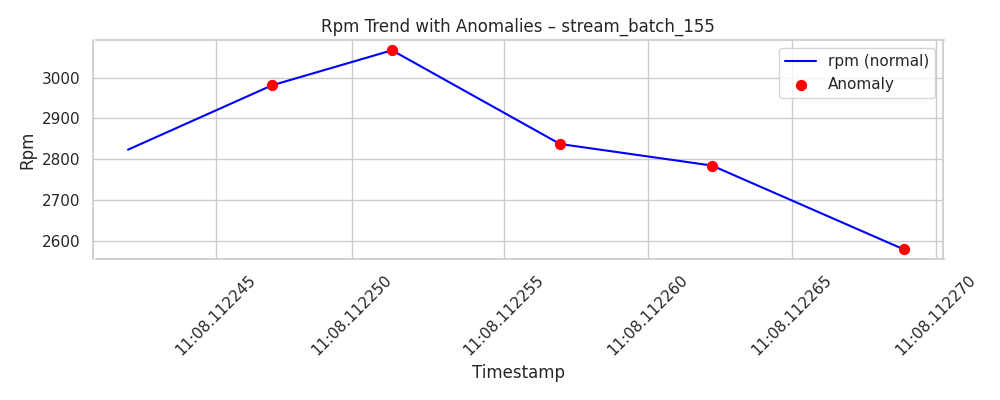 Rpm Trend with Anomalies – stream_batch_155
rpm (normal)
Anomaly
Rpm
3000
2900
2800
2700
2600
11:08.112245
11:08.112250
11:08.112255
11:08.112260
11:08.112265
11:08.112270
Timestamp